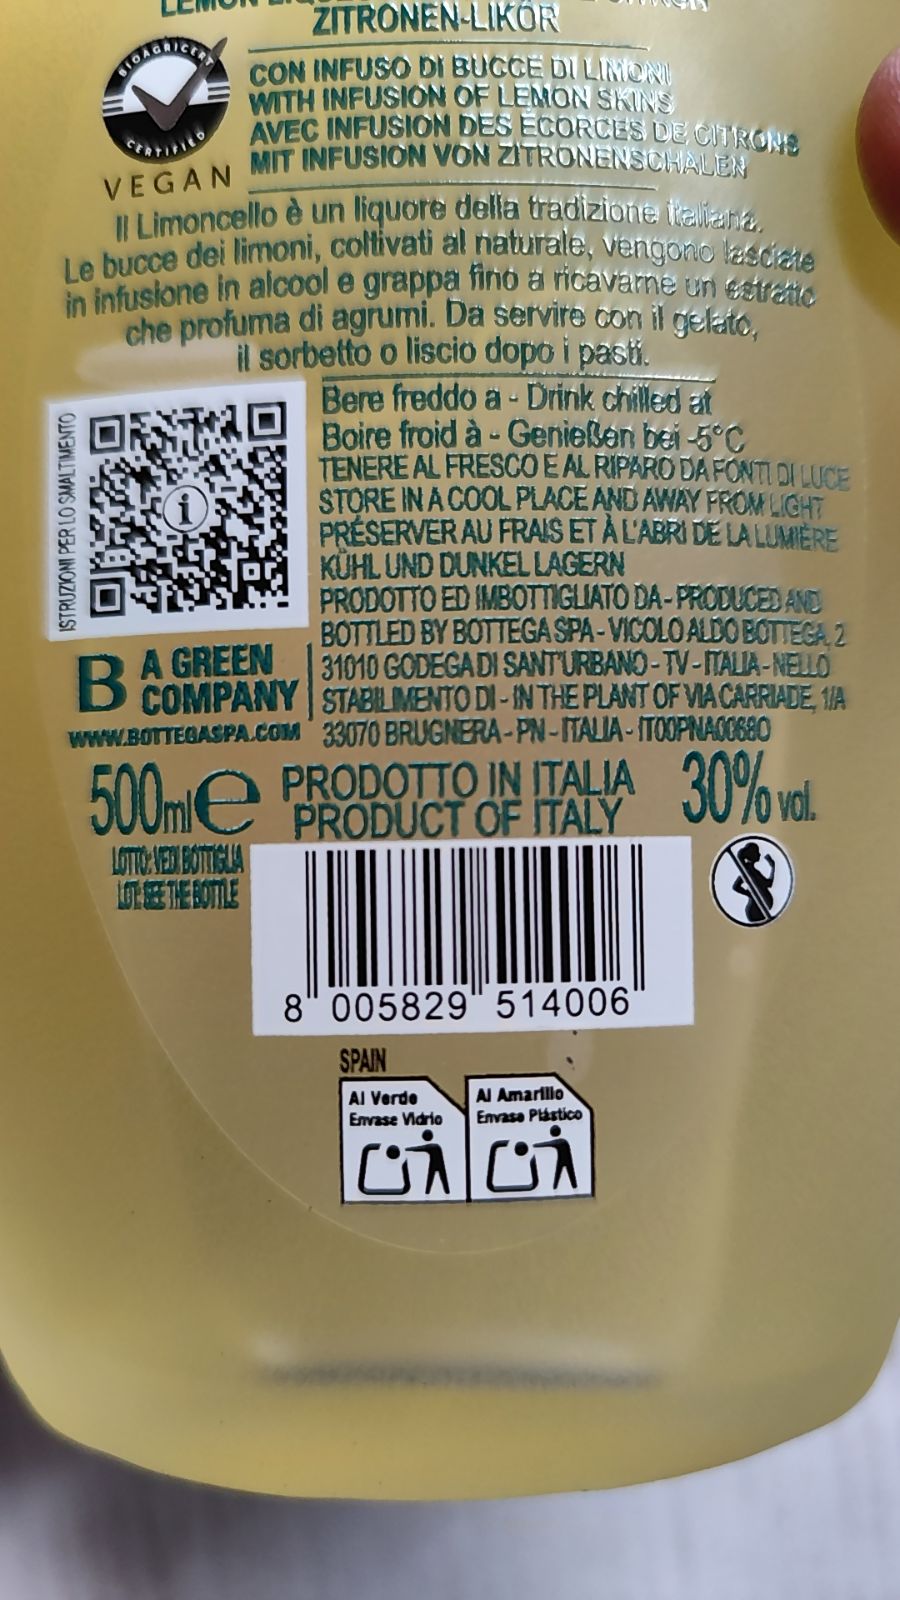 ZITRONEN-LIKÖR
BIOAGRICERT
CERTIFIED
VEGAN
CON INFUSO DI BUCCE DI LIMONI
WITH INFUSION OF LEMON SKINS
AVEC INFUSION DES ÉCORCES DE CITRONS
MIT INFUSION VON ZITRONENSCHALEN
Il Limoncello è un liquore della tradizione italiana.
Le bucce dei limoni, coltivati al naturale, vengono lasciate
in infusione in alcool e grappa fino a ricavarne un estratto
che profuma di agrumi. Da servire con il gelato,
il sorbetto o liscio dopo i pasti.
ISTRUZIONI PER LO SMALTIMENTO
i
Bere freddo a - Drink chilled at
Boire froid à - Genießen bei -5°C
TENERE AL FRESCO E AL RIPARO DA FONTI DI LUCE
STORE IN A COOL PLACE AND AWAY FROM LIGHT
PRÉSERVER AU FRAIS ET À L'ABRI DE LA LUMIÈRE
KÜHL UND DUNKEL LAGERN
PRODOTTO ED IMBOTTIGLIATO DA - PRODUCED AND
BOTTLED BY BOTTEGA SPA - VICOLO ALDO BOTTEGA, 2
31010 GODEGA DI SANT'URBANO - TV - ITALIA - NELLO
STABILIMENTO DI - IN THE PLANT OF VIA CARRIADE, 1/A
33070 BRUGNERA - PN - ITALIA - IT00PNA00680
B A GREEN
COMPANY
WWW.BOTTEGASPA.COM
500ml e
PRODOTTO IN ITALIA
PRODUCT OF ITALY
30% vol.
LOTTO: VEDI BOTTIGLIA
LOT: SEE THE BOTTLE
8 005829 514006
SPAIN
Al Verde
Envase Vidrio
Al Amarillo
Envase Plástico